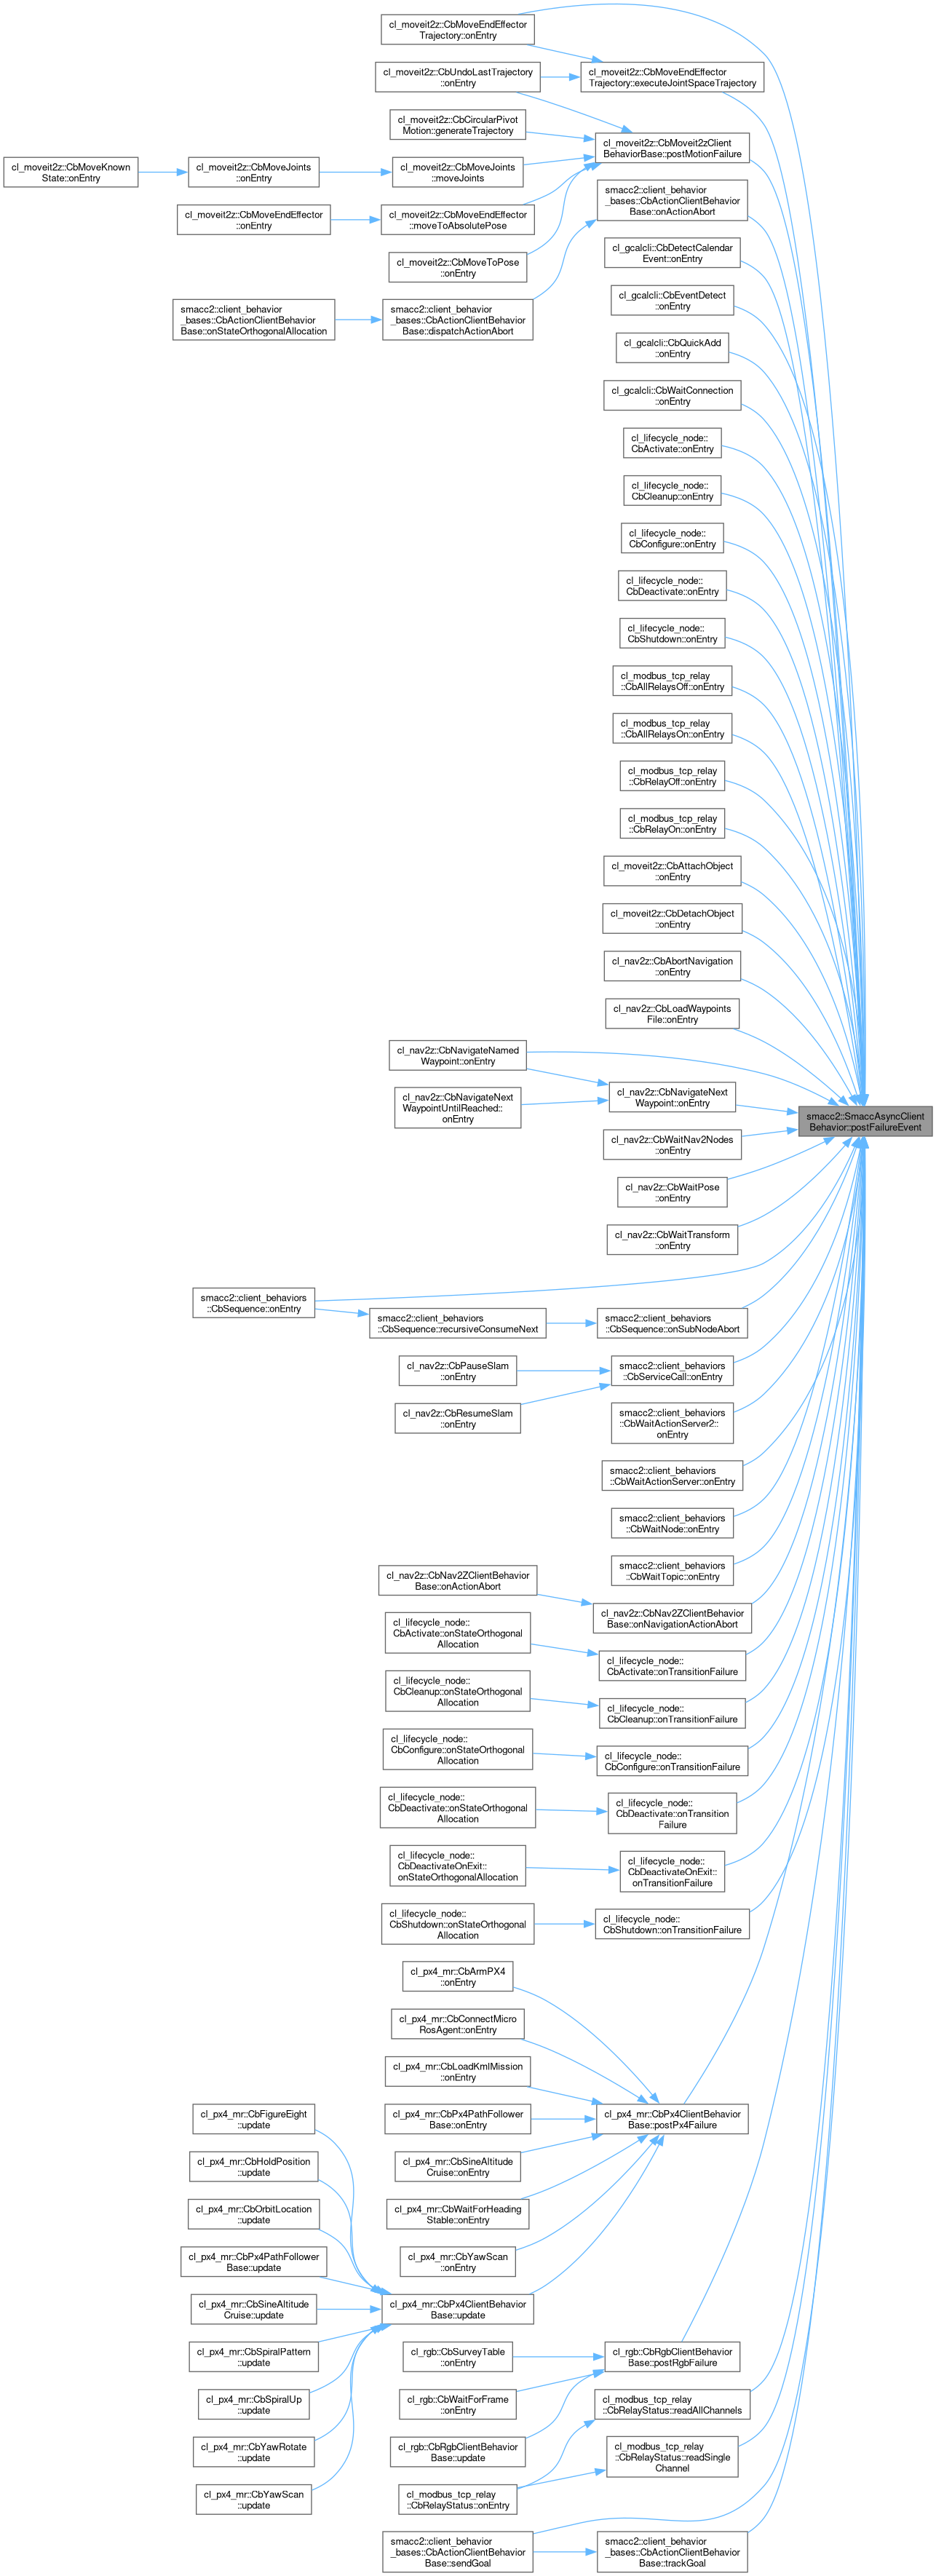 cl_moveit2z::CbMoveEndEffector
Trajectory::onEntry
cl_moveit2z::CbMoveEndEffector
Trajectory::executeJointSpaceTrajectory
cl_moveit2z::CbUndoLastTrajectory
::onEntry
cl_moveit2z::CbCircularPivot
Motion::generateTrajectory
cl_moveit2z::CbMoveit2zClient
BehaviorBase::postMotionFailure
cl_moveit2z::CbMoveKnown
State::onEntry
cl_moveit2z::CbMoveJoints
::onEntry
cl_moveit2z::CbMoveJoints
::moveJoints
cl_moveit2z::CbMoveEndEffector
::onEntry
cl_moveit2z::CbMoveEndEffector
::moveToAbsolutePose
smacc2::client_behavior
_bases::CbActionClientBehavior
Base::onActionAbort
cl_moveit2z::CbMoveToPose
::onEntry
cl_gcalcli::CbDetectCalendar
Event::onEntry
smacc2::client_behavior
_bases::CbActionClientBehavior
Base::onStateOrthogonalAllocation
smacc2::client_behavior
_bases::CbActionClientBehavior
Base::dispatchActionAbort
cl_gcalcli::CbEventDetect
::onEntry
cl_gcalcli::CbQuickAdd
::onEntry
cl_gcalcli::CbWaitConnection
::onEntry
cl_lifecycle_node::
CbActivate::onEntry
cl_lifecycle_node::
CbCleanup::onEntry
cl_lifecycle_node::
CbConfigure::onEntry
cl_lifecycle_node::
CbDeactivate::onEntry
cl_lifecycle_node::
CbShutdown::onEntry
cl_modbus_tcp_relay
::CbAllRelaysOff::onEntry
cl_modbus_tcp_relay
::CbAllRelaysOn::onEntry
cl_modbus_tcp_relay
::CbRelayOff::onEntry
cl_modbus_tcp_relay
::CbRelayOn::onEntry
cl_moveit2z::CbAttachObject
::onEntry
cl_moveit2z::CbDetachObject
::onEntry
cl_nav2z::CbAbortNavigation
::onEntry
cl_nav2z::CbLoadWaypoints
File::onEntry
cl_nav2z::CbNavigateNamed
Waypoint::onEntry
cl_nav2z::CbNavigateNext
WaypointUntilReached::
onEntry
cl_nav2z::CbNavigateNext
Waypoint::onEntry
smacc2::SmaccAsyncClient
Behavior::postFailureEvent
cl_nav2z::CbWaitNav2Nodes
::onEntry
cl_nav2z::CbWaitPose
::onEntry
cl_nav2z::CbWaitTransform
::onEntry
smacc2::client_behaviors
::CbSequence::onEntry
smacc2::client_behaviors
::CbSequence::recursiveConsumeNext
smacc2::client_behaviors
::CbSequence::onSubNodeAbort
cl_nav2z::CbPauseSlam
::onEntry
smacc2::client_behaviors
::CbServiceCall::onEntry
cl_nav2z::CbResumeSlam
::onEntry
smacc2::client_behaviors
::CbWaitActionServer2::
onEntry
smacc2::client_behaviors
::CbWaitActionServer::onEntry
smacc2::client_behaviors
::CbWaitNode::onEntry
smacc2::client_behaviors
::CbWaitTopic::onEntry
cl_nav2z::CbNav2ZClientBehavior
Base::onActionAbort
cl_nav2z::CbNav2ZClientBehavior
Base::onNavigationActionAbort
cl_lifecycle_node::
CbActivate::onStateOrthogonal
Allocation
cl_lifecycle_node::
CbActivate::onTransitionFailure
cl_lifecycle_node::
CbCleanup::onStateOrthogonal
Allocation
cl_lifecycle_node::
CbCleanup::onTransitionFailure
cl_lifecycle_node::
CbConfigure::onStateOrthogonal
Allocation
cl_lifecycle_node::
CbConfigure::onTransitionFailure
cl_lifecycle_node::
CbDeactivate::onStateOrthogonal
Allocation
cl_lifecycle_node::
CbDeactivate::onTransition
Failure
cl_lifecycle_node::
CbDeactivateOnExit::
onStateOrthogonalAllocation
cl_lifecycle_node::
CbDeactivateOnExit::
onTransitionFailure
cl_lifecycle_node::
CbShutdown::onStateOrthogonal
Allocation
cl_lifecycle_node::
CbShutdown::onTransitionFailure
cl_px4_mr::CbArmPX4
::onEntry
cl_px4_mr::CbConnectMicro
RosAgent::onEntry
cl_px4_mr::CbLoadKmlMission
::onEntry
cl_px4_mr::CbFigureEight
::update
cl_px4_mr::CbPx4PathFollower
Base::onEntry
cl_px4_mr::CbPx4ClientBehavior
Base::postPx4Failure
cl_px4_mr::CbHoldPosition
::update
cl_px4_mr::CbSineAltitude
Cruise::onEntry
cl_px4_mr::CbOrbitLocation
::update
cl_px4_mr::CbWaitForHeading
Stable::onEntry
cl_px4_mr::CbPx4PathFollower
Base::update
cl_px4_mr::CbYawScan
::onEntry
cl_px4_mr::CbSineAltitude
Cruise::update
cl_px4_mr::CbPx4ClientBehavior
Base::update
cl_px4_mr::CbSpiralPattern
::update
cl_rgb::CbSurveyTable
::onEntry
cl_rgb::CbRgbClientBehavior
Base::postRgbFailure
cl_px4_mr::CbSpiralUp
::update
cl_rgb::CbWaitForFrame
::onEntry
cl_modbus_tcp_relay
::CbRelayStatus::readAllChannels
cl_px4_mr::CbYawRotate
::update
cl_rgb::CbRgbClientBehavior
Base::update
cl_modbus_tcp_relay
::CbRelayStatus::readSingle
Channel
cl_px4_mr::CbYawScan
::update
cl_modbus_tcp_relay
::CbRelayStatus::onEntry
smacc2::client_behavior
_bases::CbActionClientBehavior
Base::sendGoal
smacc2::client_behavior
_bases::CbActionClientBehavior
Base::trackGoal